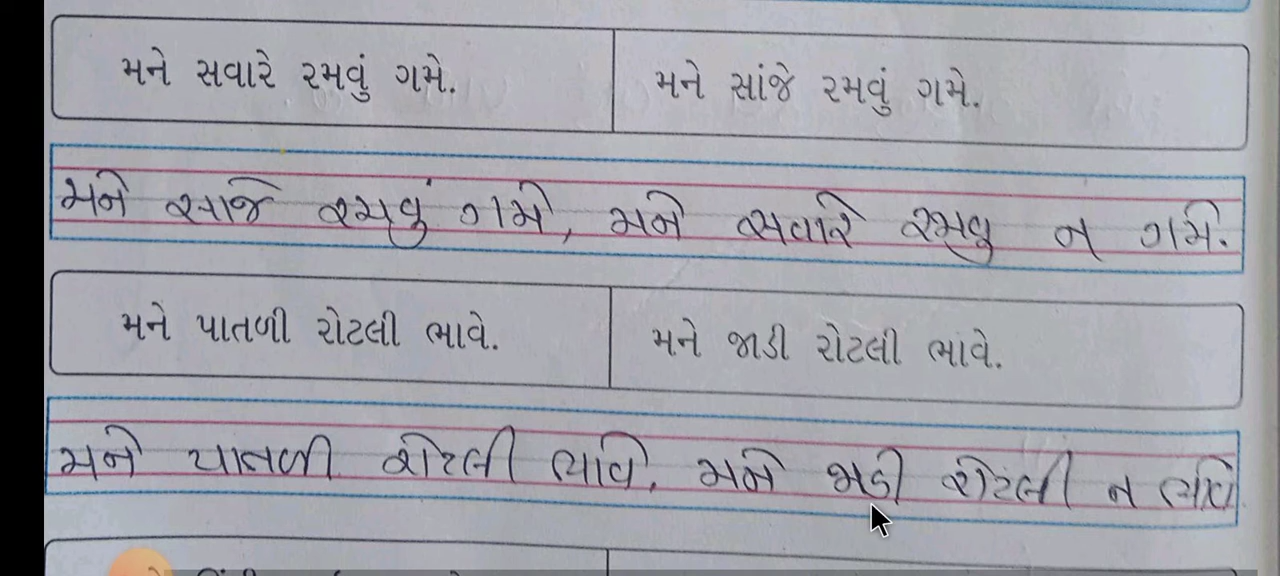 મને સવારે રમવું ગમે.
મને સાંજે રમવું ગમે.
મને સાજે રમવું ગમે, મને સવારે રમવુ ન ગમે.
મને પાતળી રોટલી ભાવે.
મને જાડી રોટલી ભાવે.
મને પાતળી રોટલી ભાવે, મને જાડી રોટલી ન ભાવે